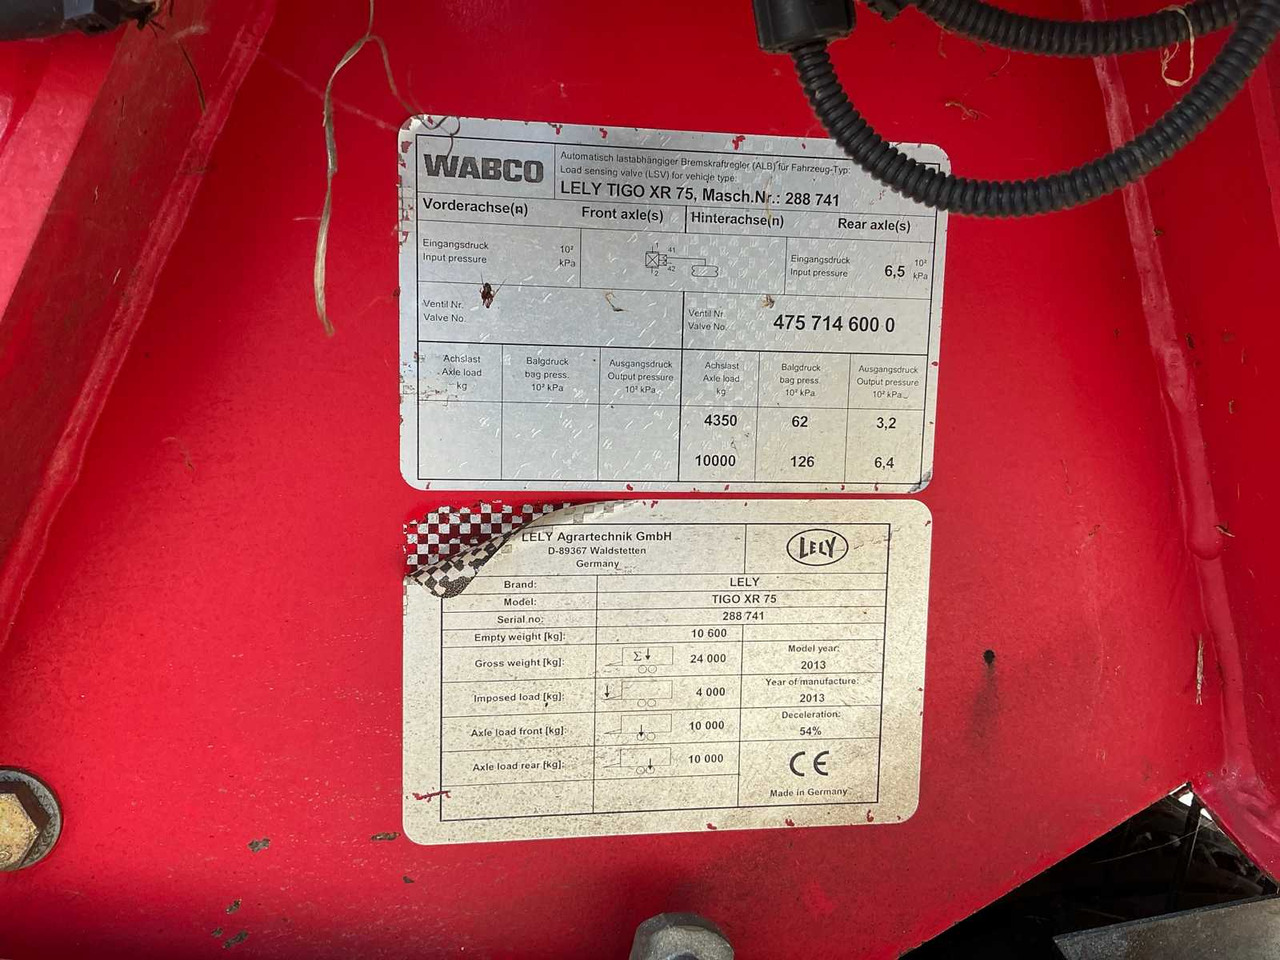 WABCO
Automatisch lastabhängiger Bremskraftregler (ALB) für Fahrzeug-Typ:
Load sensing valve (LSV) for vehicle type:
LELY TIGO XR 75, Masch.Nr.: 288 741
Vorderachse(n) Front axle(s) Hinterachse(n) Rear axle(s)
Eingangsdruck 10² Eingangsdruck 10²
Input pressure kPa Input pressure 6,5 kPa
1 41
2 42
Ventil Nr. Ventil Nr.
Valve No. Valve No. 475 714 600 0
Achslast Balgdruck Ausgangsdruck Achslast Balgdruck Ausgangsdruck
Axle load bag press. Output pressure Axle load bag press. Output pressure
kg 10² kPa 10² kPa kg 10² kPa 10² kPa
4350 62 3,2
10000 126 6,4
LELY Agrartechnik GmbH
D-89367 Waldstetten
Germany
LELY
Brand: LELY
Model: TIGO XR 75
Serial no: 288 741
Empty weight [kg]: 10 600
Gross weight [kg]: Σ 24 000 Model year:
2013
Imposed load [kg]: 4 000 Year of manufacture:
2013
Axle load front [kg]: 10 000 Deceleration:
54%
Axle load rear [kg]: 10 000 CE
Made in Germany